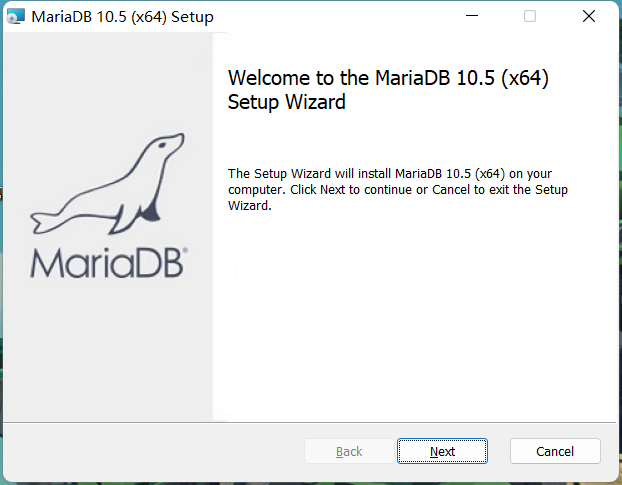 MariaDB 10.5 (x64) Setup
Welcome to the MariaDB 10.5 (x64)
Setup Wizard
The Setup Wizard will install MariaDB 10.5 (x64) on your
computer. Click Next to continue or Cancel to exit the Setup
Wizard.
MariaDB®
Back
Next
Cancel